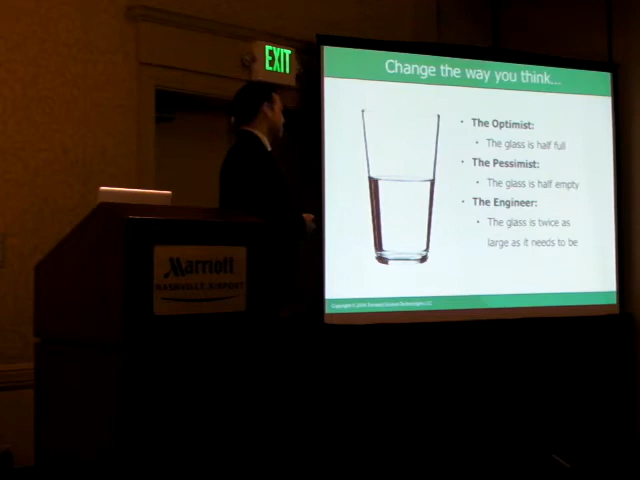 EXIT
Change the way you think...
• The Optimist:
• The glass is half full
• The Pessimist:
• The glass is half empty
• The Engineer:
• The glass is twice as
large as it needs to be
Marriott
NASHVILLE AIRPORT
Copyright ©